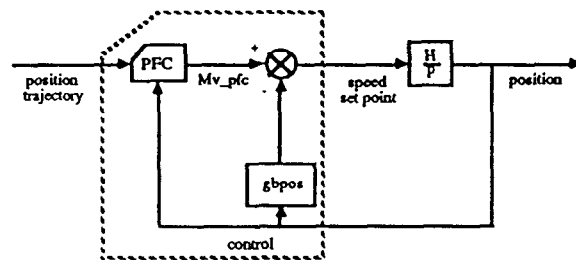 position
trajectory
PFC
Mv_pfc
+
-
speed
set point
H
P
position
gbpos
control